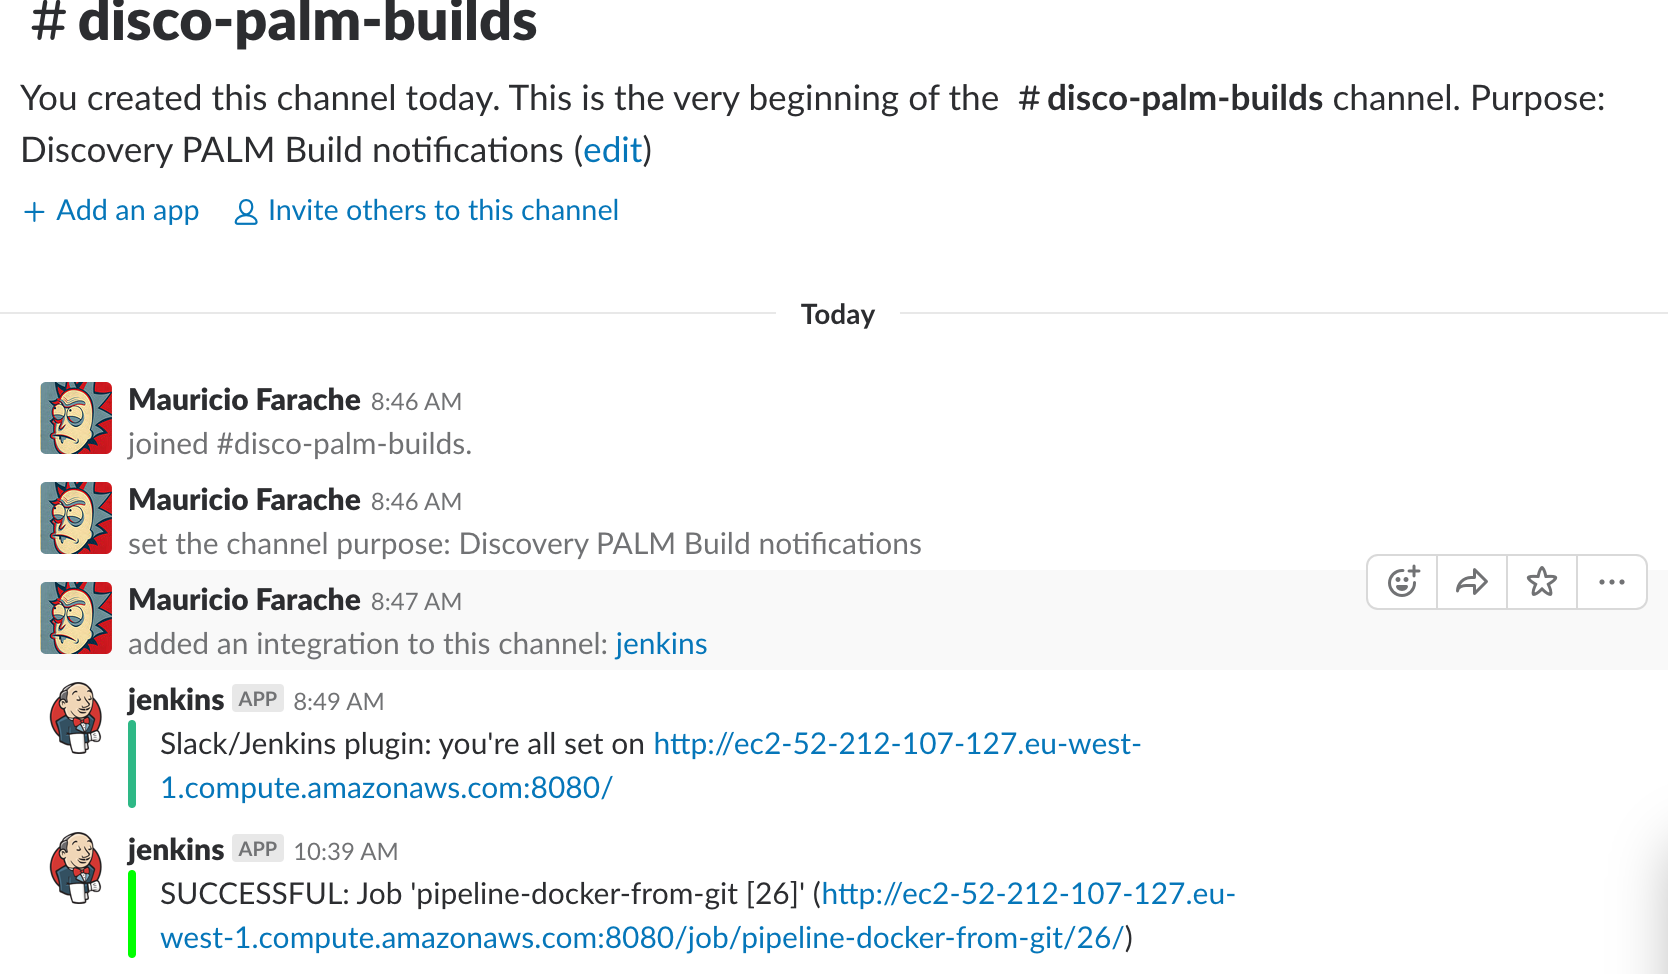 # disco-palm-builds
You created this channel today. This is the very beginning of the # disco-palm-builds channel. Purpose:
Discovery PALM Build notifications (edit)
+ Add an app Invite others to this channel
Today
Mauricio Farache 8:46 AM
joined #disco-palm-builds.
Mauricio Farache 8:46 AM
set the channel purpose: Discovery PALM Build notifications
Mauricio Farache 8:47 AM
added an integration to this channel: jenkins
jenkins APP 8:49 AM
Slack/Jenkins plugin: you're all set on http://ec2-52-212-107-127.eu-west-
1.compute.amazonaws.com:8080/
jenkins APP 10:39 AM
SUCCESSFUL: Job 'pipeline-docker-from-git [26]' (http://ec2-52-212-107-127.eu-
west-1.compute.amazonaws.com:8080/job/pipeline-docker-from-git/26/)